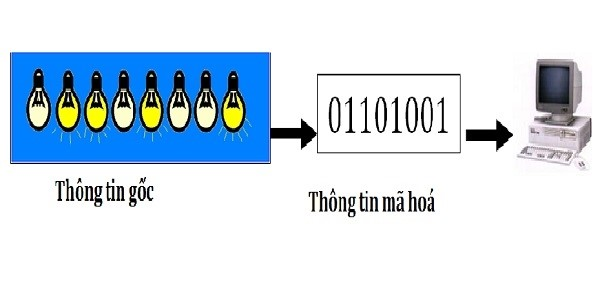 01101001
Thông tin gốc
Thông tin mã hoá